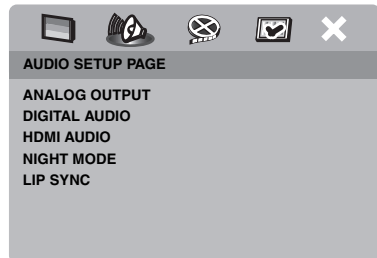 AUDIO SETUP PAGE
ANALOG OUTPUT
DIGITAL AUDIO
HDMI AUDIO
NIGHT MODE
LIP SYNC